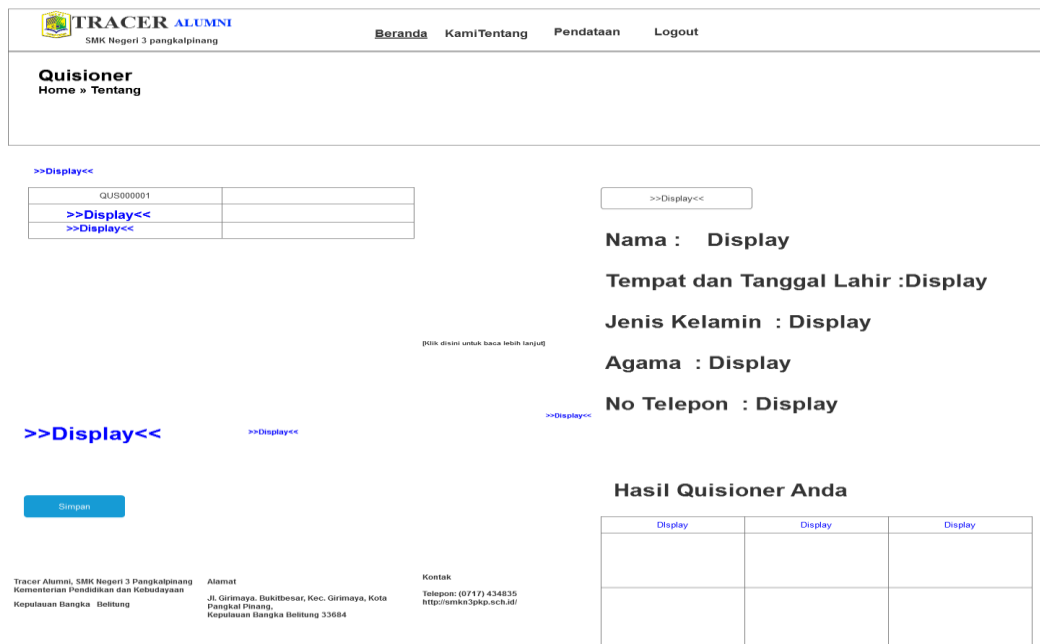 TRACER ALUMNI
SMK Negeri 3 pangkalpinang
Beranda KamiTentang Pendataan Logout
Quisioner
Home » Tentang
>>Display<<
QUS000001
>>Display<<
>>Display<<
>>Display<<
Nama : Display
Tempat dan Tanggal Lahir :Display
Jenis Kelamin : Display
Agama : Display
No Telepon : Display
[Klik disini untuk baca lebih lanjut]
>>Display<<
>>Display<<
>>Display<<
Simpan
Hasil Quisioner Anda
DIsplay Display Display
Tracer Alumni, SMK Negeri 3 Pangkalpinang
Kementerian Pendidikan dan Kebudayaan
Kepulauan Bangka Belitung
Alamat
Jl. Girimaya. Bukitbesar, Kec. Girimaya, Kota
Pangkal Pinang,
Kepulauan Bangka Belitung 33684
Kontak
Telepon: (0717) 434835
http://smkn3pkp.sch.id/